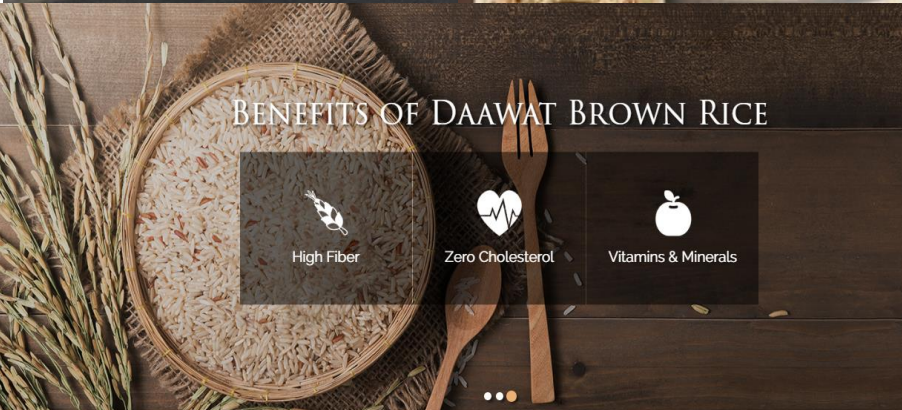 Benefits of Daawat Brown Rice
High Fiber
Zero Cholesterol
Vitamins & Minerals